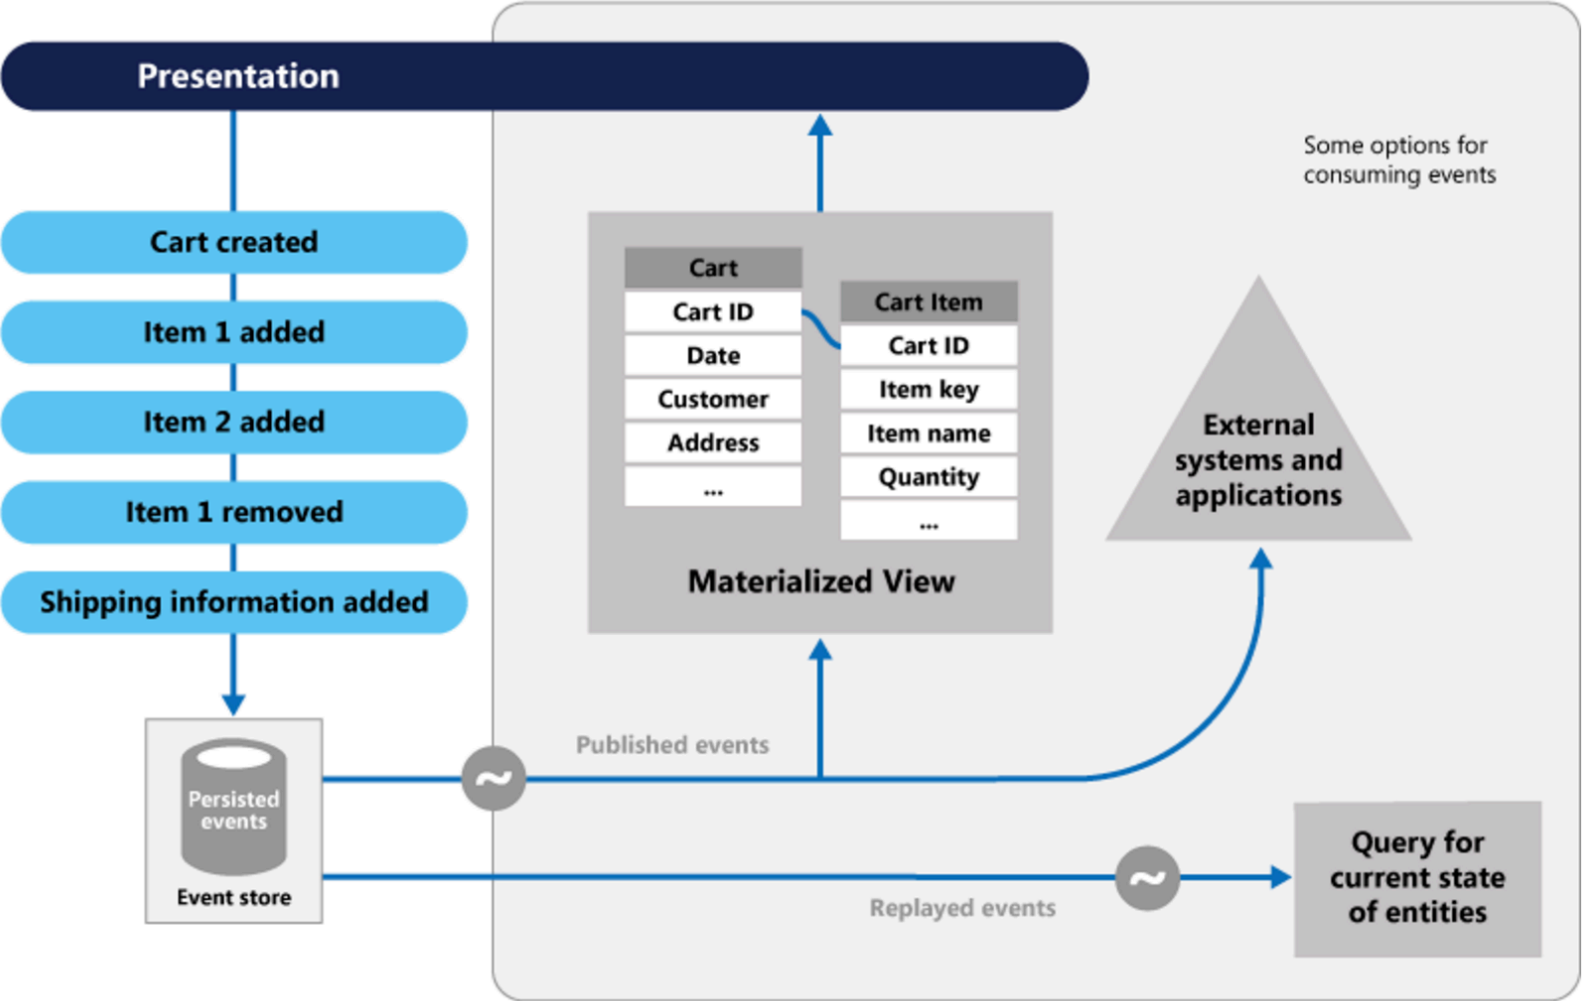 Presentation
Some options for
consuming events
Cart created
Item 1 added
Item 2 added
Item 1 removed
Shipping information added
Cart
Cart ID
Date
Customer
Address
...
Cart Item
Cart ID
Item key
Item name
Quantity
...
Materialized View
External
systems and
applications
Published events
~
Persisted
events
Event store
Replayed events
~
Query for
current state
of entities